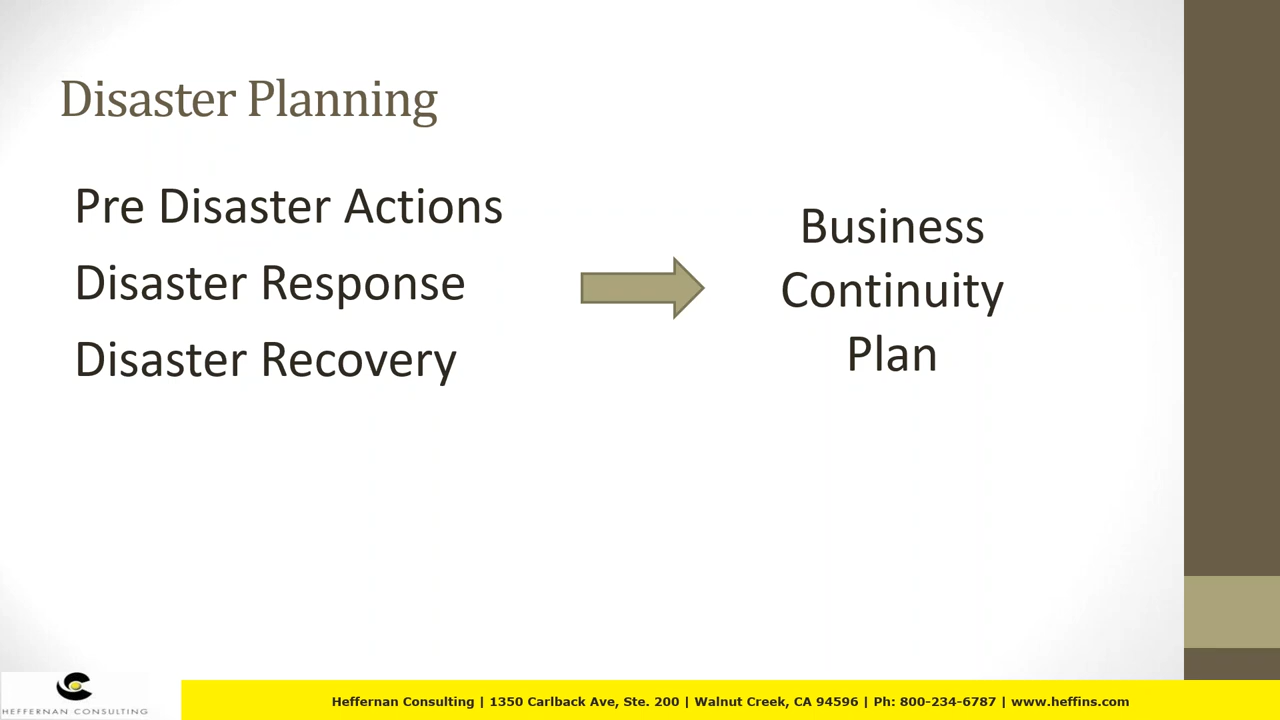 Disaster Planning
Pre Disaster Actions
Disaster Response
Disaster Recovery
Business
Continuity
Plan
HEFFERNAN CONSULTING
Heffernan Consulting | 1350 Carlback Ave, Ste. 200 | Walnut Creek, CA 94596 | Ph: 800-234-6787 | www.heffins.com